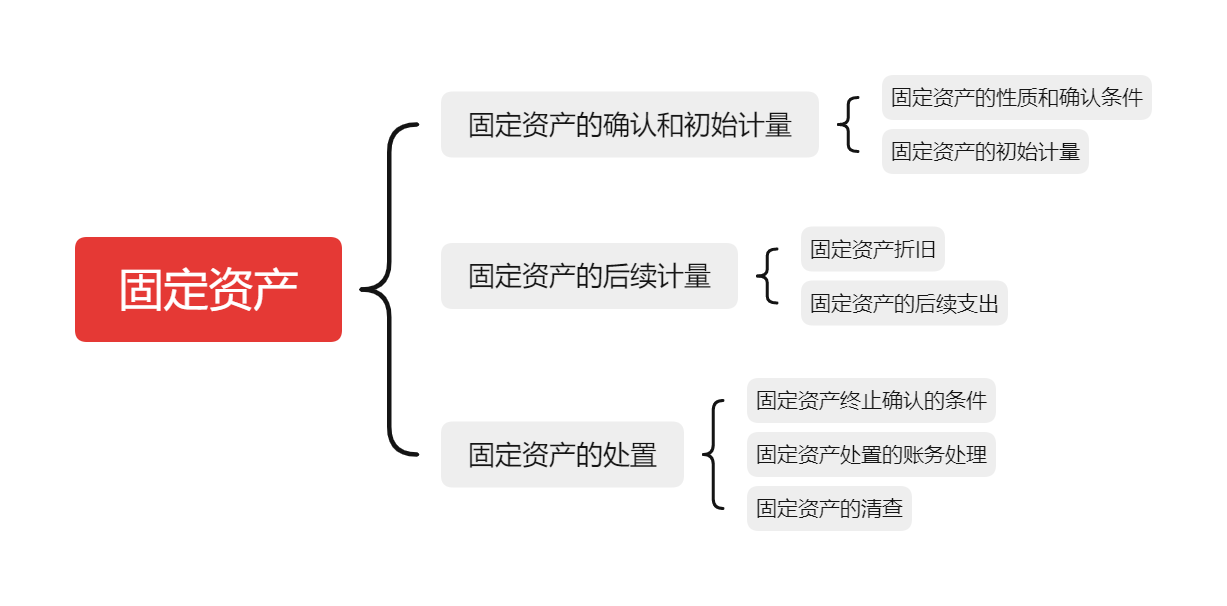 固定资产
固定资产的确认和初始计量
固定资产的性质和确认条件
固定资产的初始计量
固定资产的后续计量
固定资产折旧
固定资产的后续支出
固定资产的处置
固定资产终止确认的条件
固定资产处置的账务处理
固定资产的清查